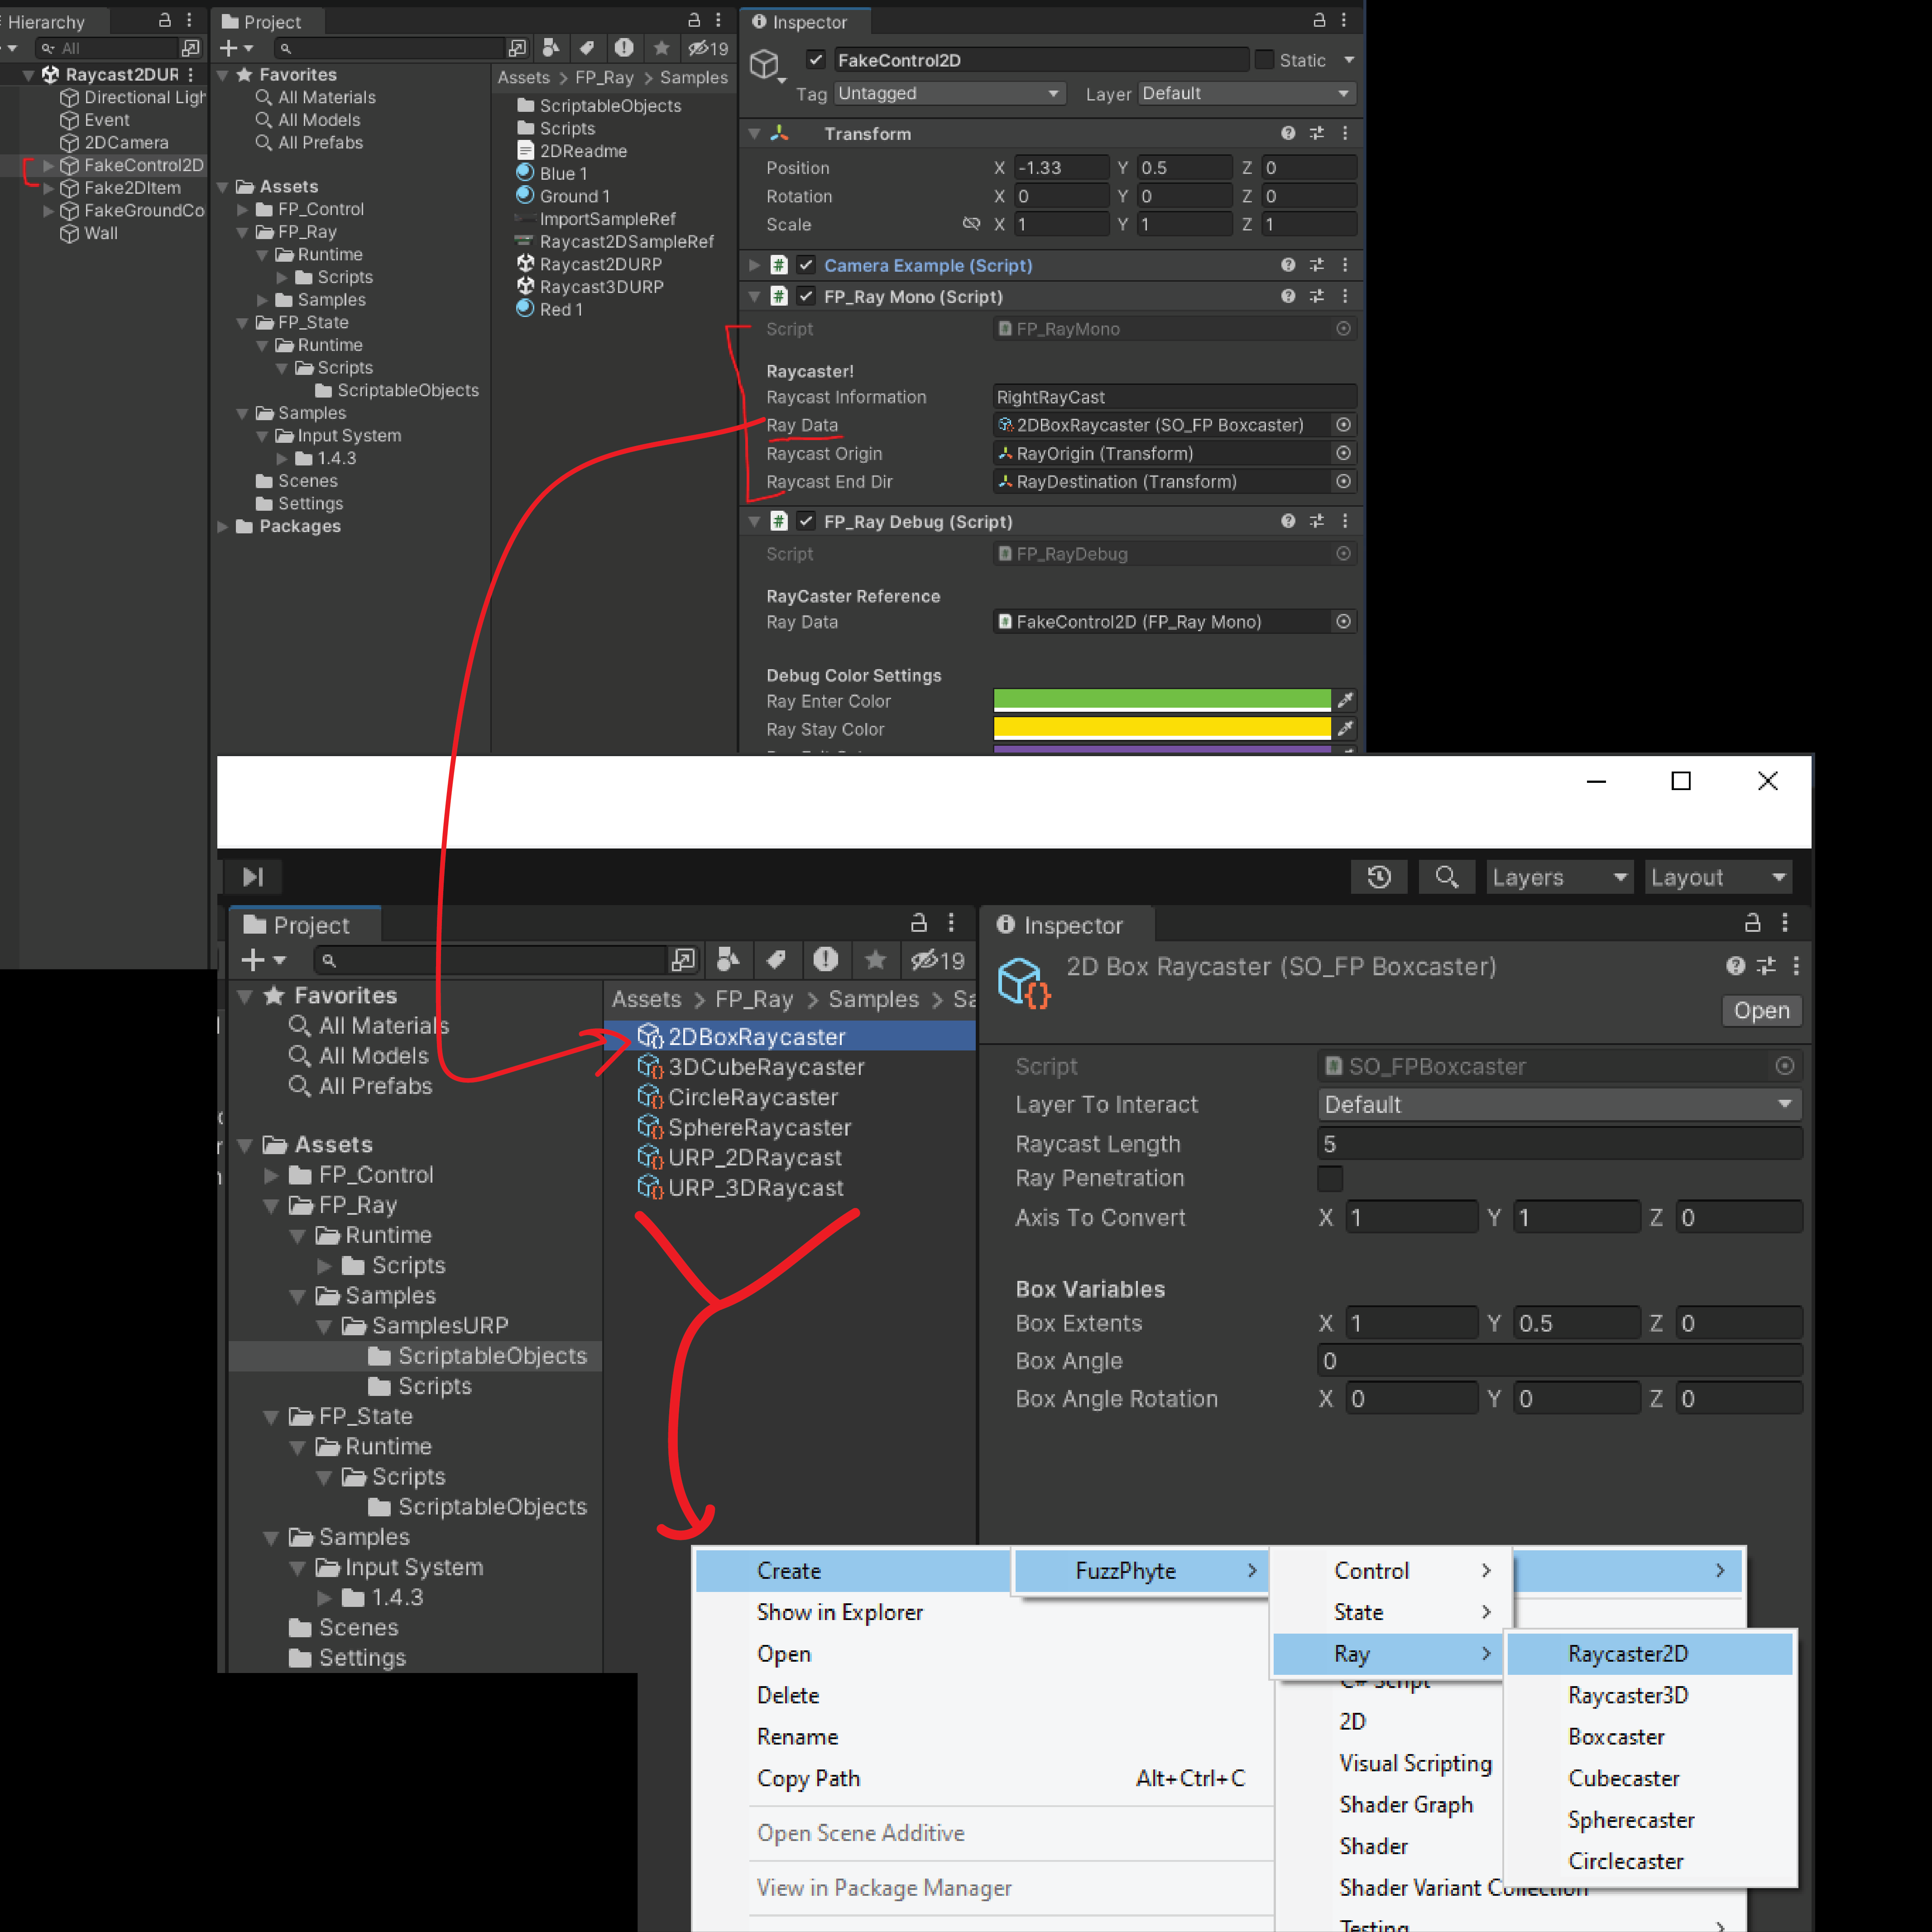 Hierarchy
All
Raycast2DUR
Directional Ligh
Event
2DCamera
FakeControl2D
Fake2DItem
FakeGroundCo
Wall
Project
19
Favorites
All Materials
All Models
All Prefabs
Assets
FP_Control
FP_Ray
Runtime
Scripts
Samples
FP_State
Runtime
Scripts
ScriptableObjects
Samples
Input System
1.4.3
Scenes
Settings
Packages
Assets > FP_Ray > Samples
ScriptableObjects
Scripts
2DReadme
Blue 1
Ground 1
ImportSampleRef
Raycast2DSampleRef
Raycast2DURP
Raycast3DURP
Red 1
Inspector
FakeControl2D
Static
Tag Untagged Layer Default
Transform
Position X -1.33 Y 0.5 Z 0
Rotation X 0 Y 0 Z 0
Scale X 1 Y 1 Z 1
# Camera Example (Script)
# FP_Ray Mono (Script)
Script FP_RayMono
Raycaster!
Raycast Information RightRayCast
Ray Data 2DBoxRaycaster (SO_FP Boxcaster)
Raycast Origin RayOrigin (Transform)
Raycast End Dir RayDestination (Transform)
# FP_Ray Debug (Script)
Script FP_RayDebug
RayCaster Reference
Ray Data FakeControl2D (FP_Ray Mono)
Debug Color Settings
Ray Enter Color
Ray Stay Color
Layers Layout
Project
19
Favorites
All Materials
All Models
All Prefabs
Assets
FP_Control
FP_Ray
Runtime
Scripts
Samples
SamplesURP
ScriptableObjects
Scripts
FP_State
Runtime
Scripts
ScriptableObjects
Samples
Input System
1.4.3
Scenes
Settings
Assets > FP_Ray > Samples > Sa
2DBoxRaycaster
3DCubeRaycaster
CircleRaycaster
SphereRaycaster
URP_2DRaycast
URP_3DRaycast
Inspector
2D Box Raycaster (SO_FP Boxcaster)
Open
Script SO_FPBoxcaster
Layer To Interact Default
Raycast Length 5
Ray Penetration
Axis To Convert X 1 Y 1 Z 0
Box Variables
Box Extents X 1 Y 0.5 Z 0
Box Angle 0
Box Angle Rotation X 0 Y 0 Z 0
Create
Show in Explorer
Open
Delete
Rename
Copy Path Alt+Ctrl+C
Open Scene Additive
View in Package Manager
FuzzPhyte >
Control >
State >
Ray >
C# Script
2D
Visual Scripting
Shader Graph
Shader
Shader Variant Collection
Testing >
Raycaster2D
Raycaster3D
Boxcaster
Cubecaster
Spherecaster
Circlecaster